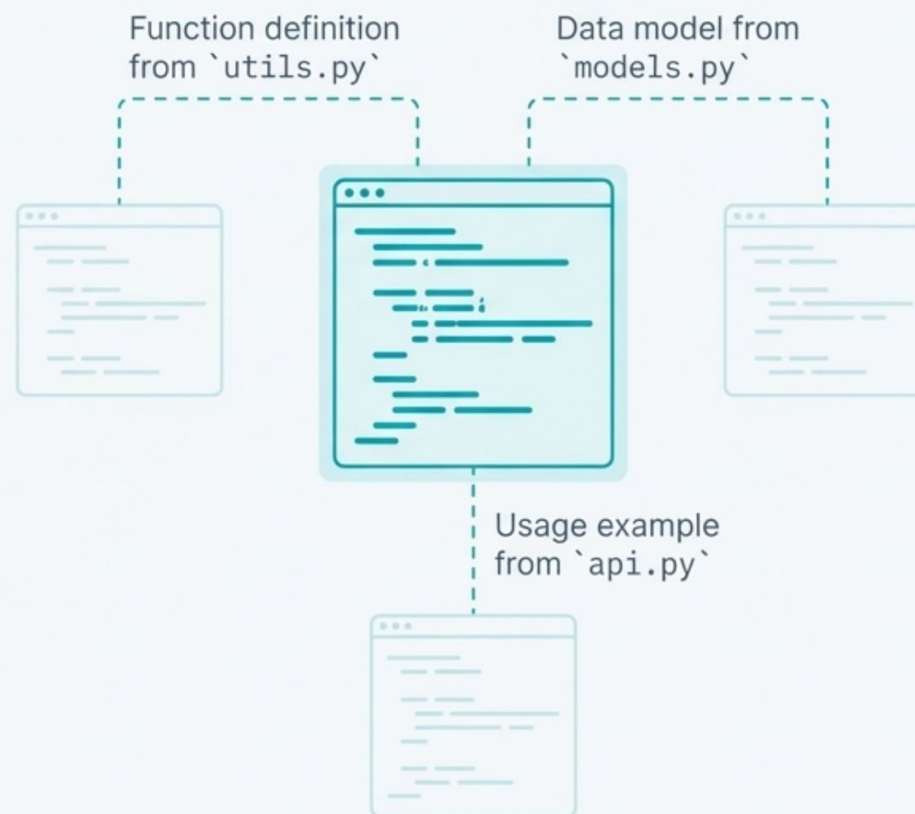 Function definition
from `utils.py`
Data model from
`models.py`
Usage example
from `api.py`